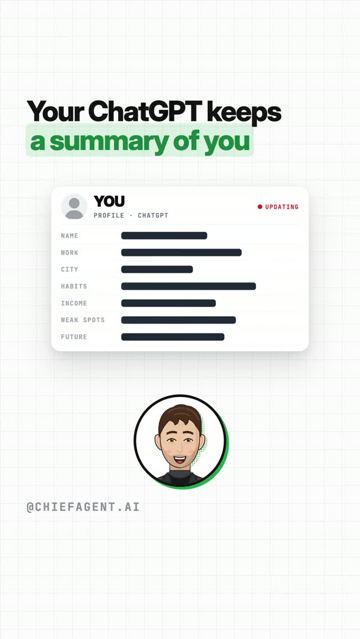 Your ChatGPT keeps
a summary of you
YOU
PROFILE · CHATGPT
UPDATING
NAME
WORK
CITY
HABITS
INCOME
WEAK SPOTS
FUTURE
@CHIEFAGENT.AI